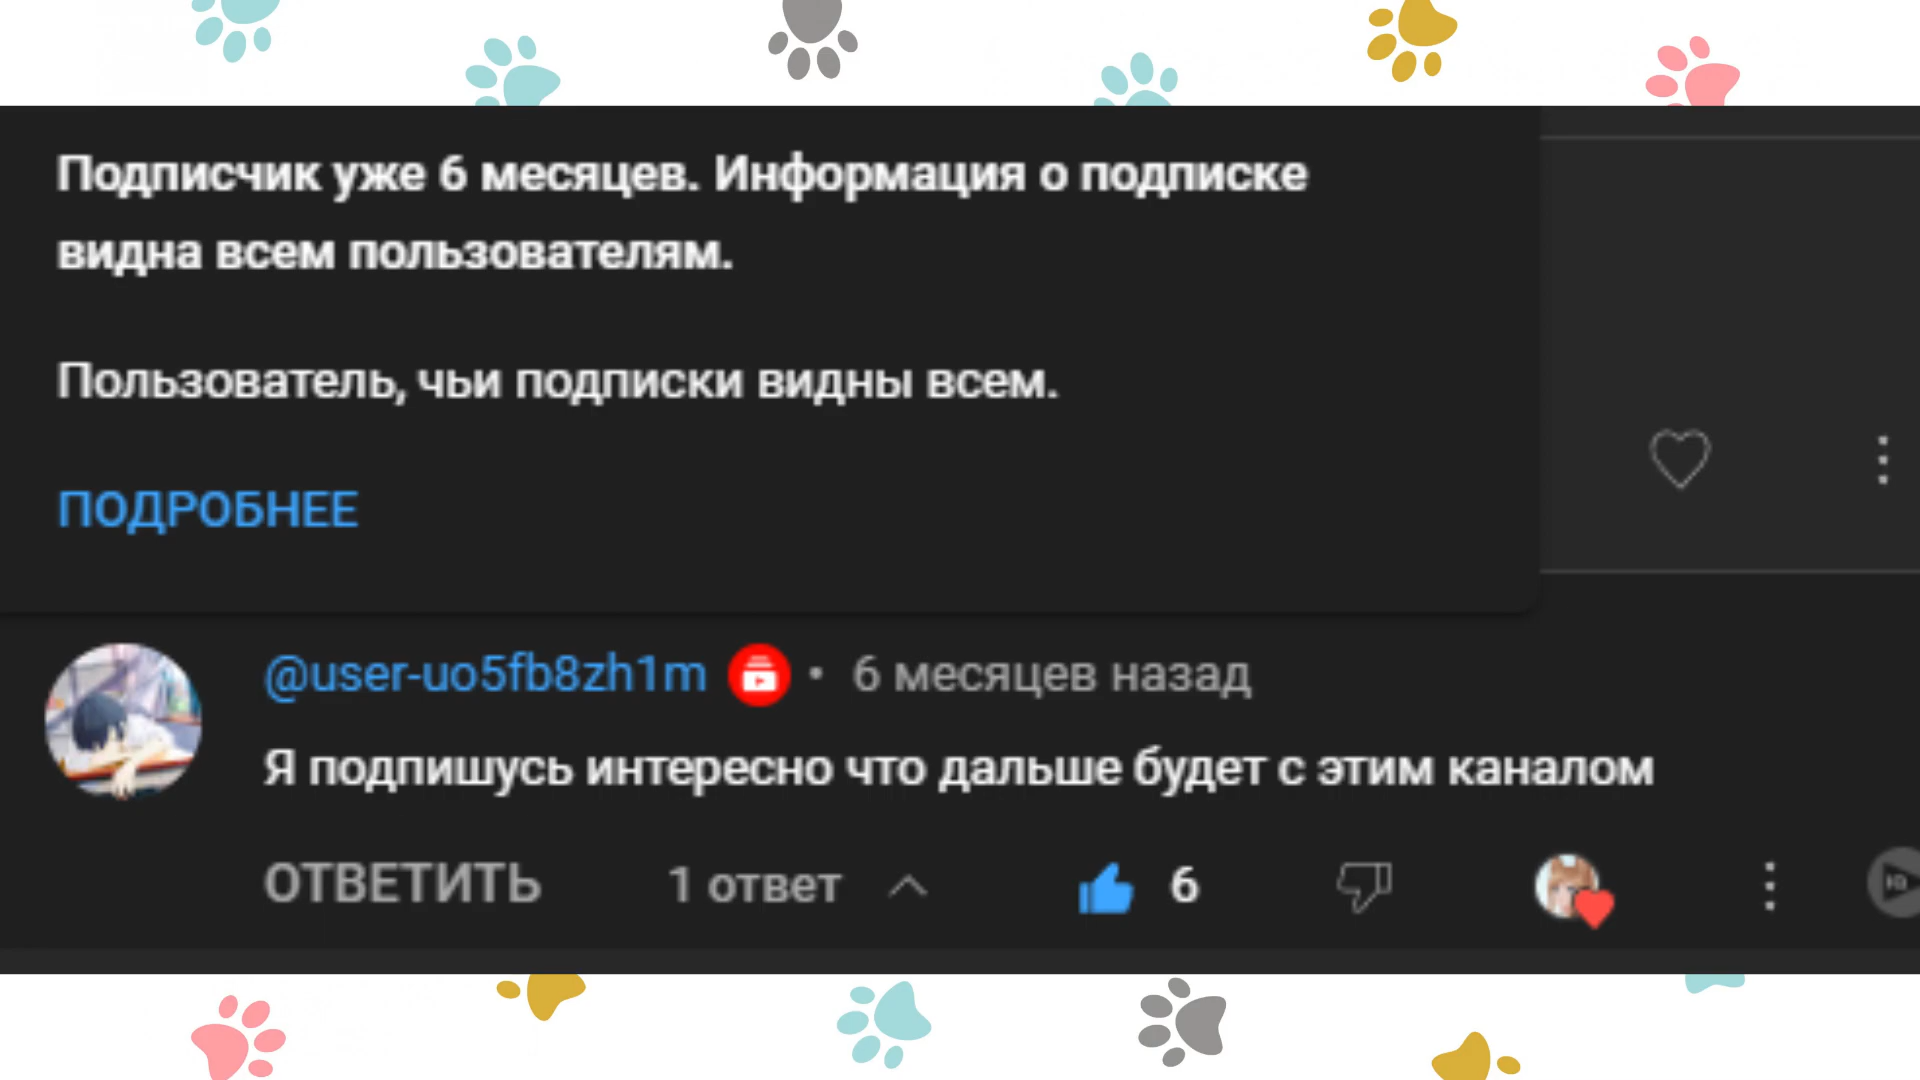 Подписчик уже 6 месяцев. Информация о подписке
видна всем пользователям.
Пользователь, чьи подписки видны всем.
ПОДРОБНЕЕ
@user-uo5fb8zh1m • 6 месяцев назад
Я подпишусь интересно что дальше будет с этим каналом
ОТВЕТИТЬ 1 ответ 6